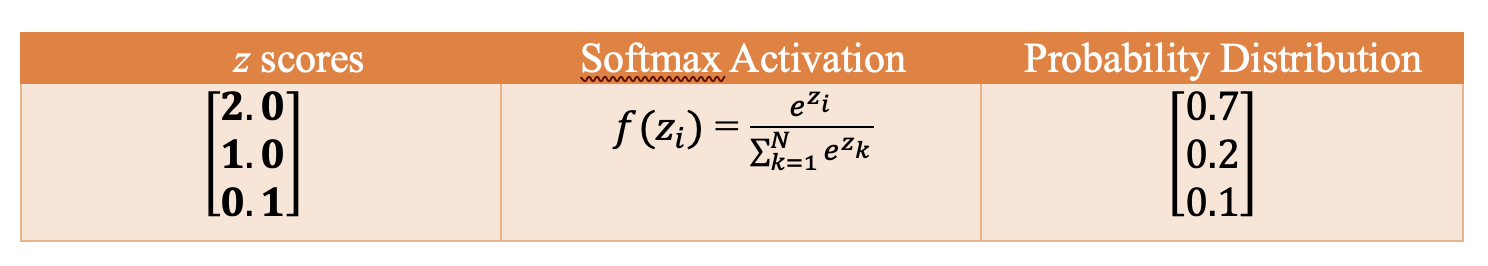 z scores
Softmax Activation
Probability Distribution
[2.0]
[1.0]
[0.1]
f(z_i) = e^{z_i} / ∑_{k=1}^{N} e^{z_k}
[0.7]
[0.2]
[0.1]